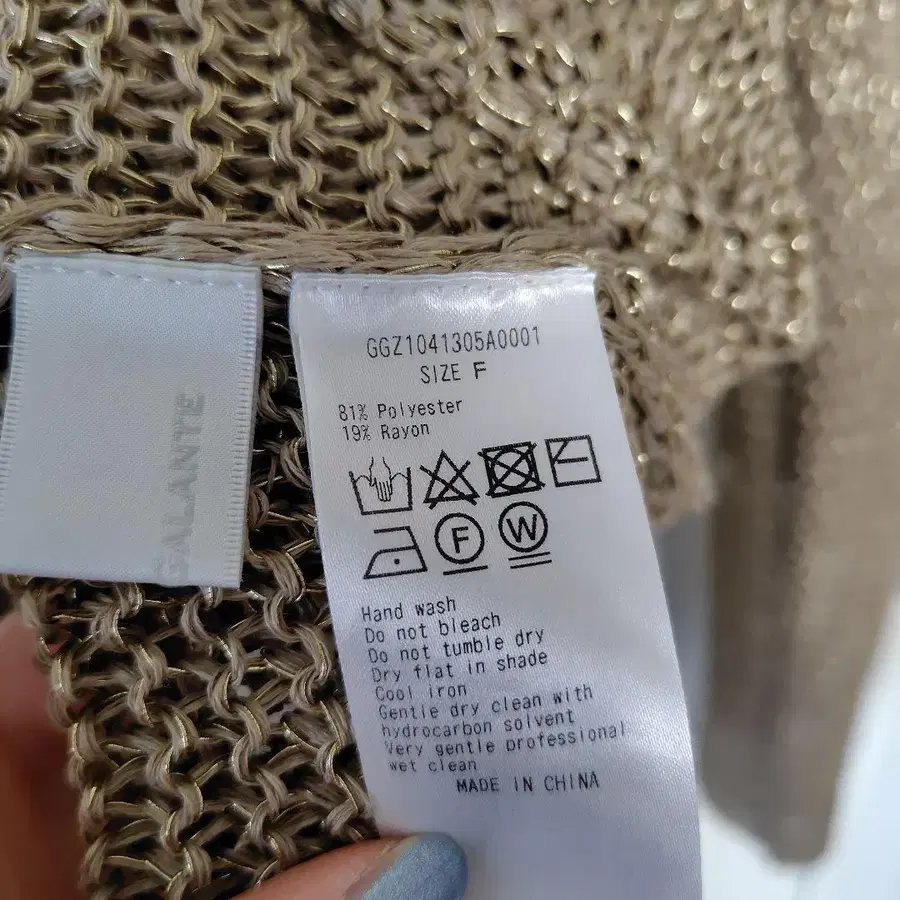 GALANTE
GGZ1041305A0001
SIZE F
81% Polyester
19% Rayon
F W
Hand wash
Do not bleach
Do not tumble dry
Dry flat in shade
Cool iron
Gentle dry clean with
hydrocarbon solvent
Very gentle professional
wet clean
MADE IN CHINA